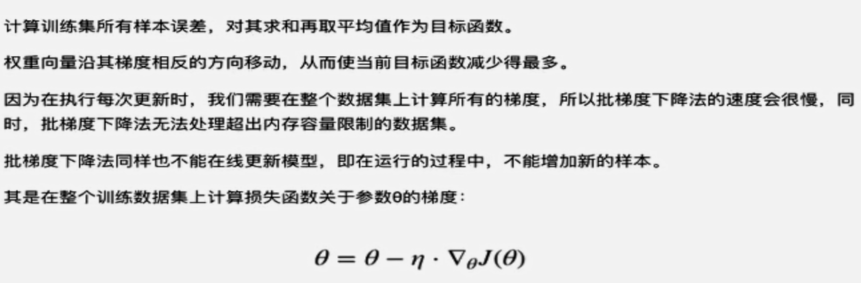 计算训练集所有样本误差，对其求和再取平均值作为目标函数。
权重向量沿其梯度相反的方向移动，从而使当前目标函数减少得最多。
因为在执行每次更新时，我们需要在整个数据集上计算所有的梯度，所以批梯度下降法的速度会很慢，同
时，批梯度下降法无法处理超出内存容量限制的数据集。
批梯度下降法同样也不能在线更新模型，即在运行的过程中，不能增加新的样本。
其是在整个训练数据集上计算损失函数关于参数θ的梯度：
θ = θ − η · ∇θJ(θ)